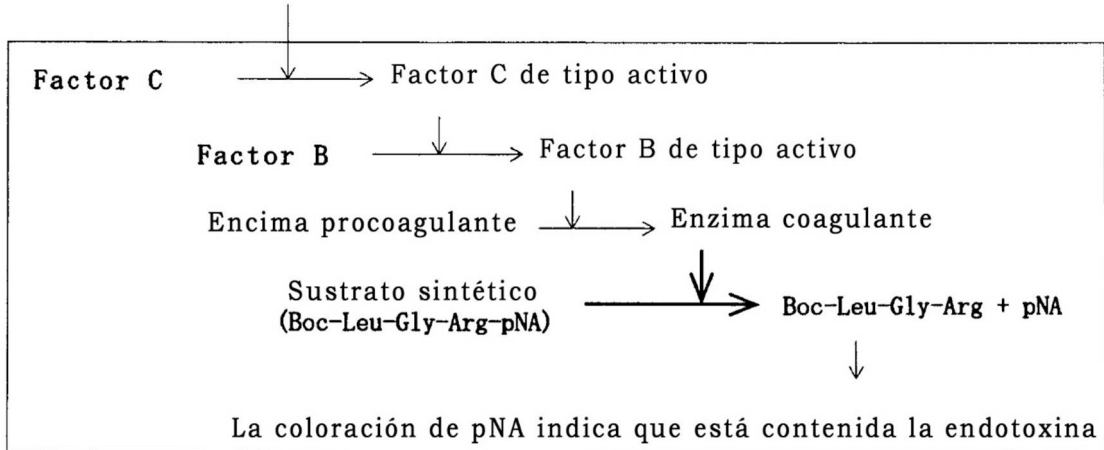 Factor C Factor C de tipo activo
Factor B Factor B de tipo activo
Encima procoagulante Enzima coagulante
Sustrato sintético
(Boc-Leu-Gly-Arg-pNA) Boc-Leu-Gly-Arg + pNA
La coloración de pNA indica que está contenida la endotoxina